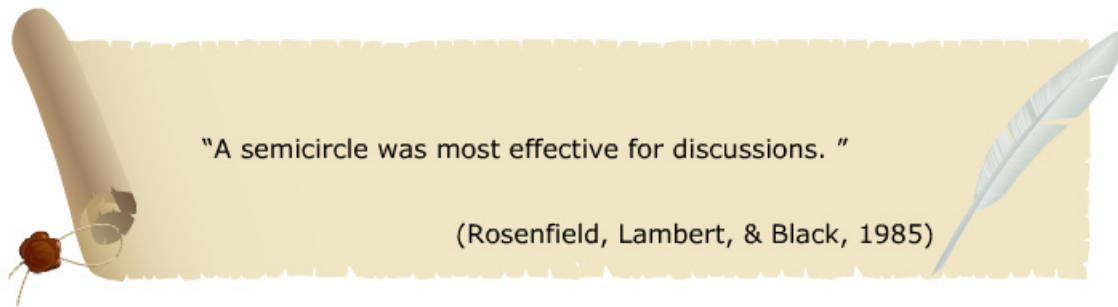 “A semicircle was most effective for discussions. ”
(Rosenfield, Lambert, & Black, 1985)